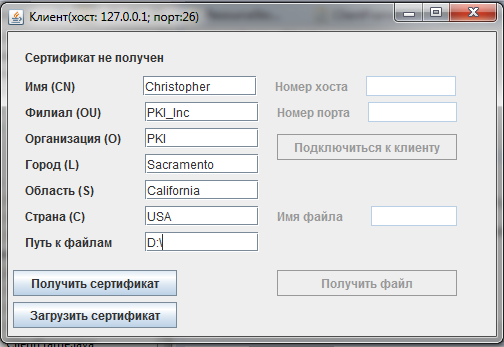 Клиент(хост: 127.0.0.1; порт:26)
Сертификат не получен
Имя (CN) Christopher Номер хоста
Филиал (OU) PKI_Inc Номер порта
Организация (O) PKI Подключиться к клиенту
Город (L) Sacramento
Область (S) California
Страна (C) USA Имя файла
Путь к файлам D:\
Получить сертификат Получить файл
Загрузить сертификат